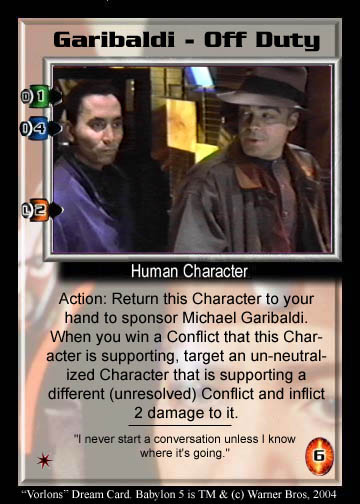 Garibaldi - Off Duty
0 1
0 4
L 2
Human Character
Action: Return this Character to your
hand to sponsor Michael Garibaldi.
When you win a Conflict that this Char-
acter is supporting, target an un-neutral-
ized Character that is supporting a
different (unresolved) Conflict and inflict
2 damage to it.
"I never start a conversation unless I know
where it's going."
6
“Vorlons” Dream Card. Babylon 5 is TM & (c) Warner Bros, 2004